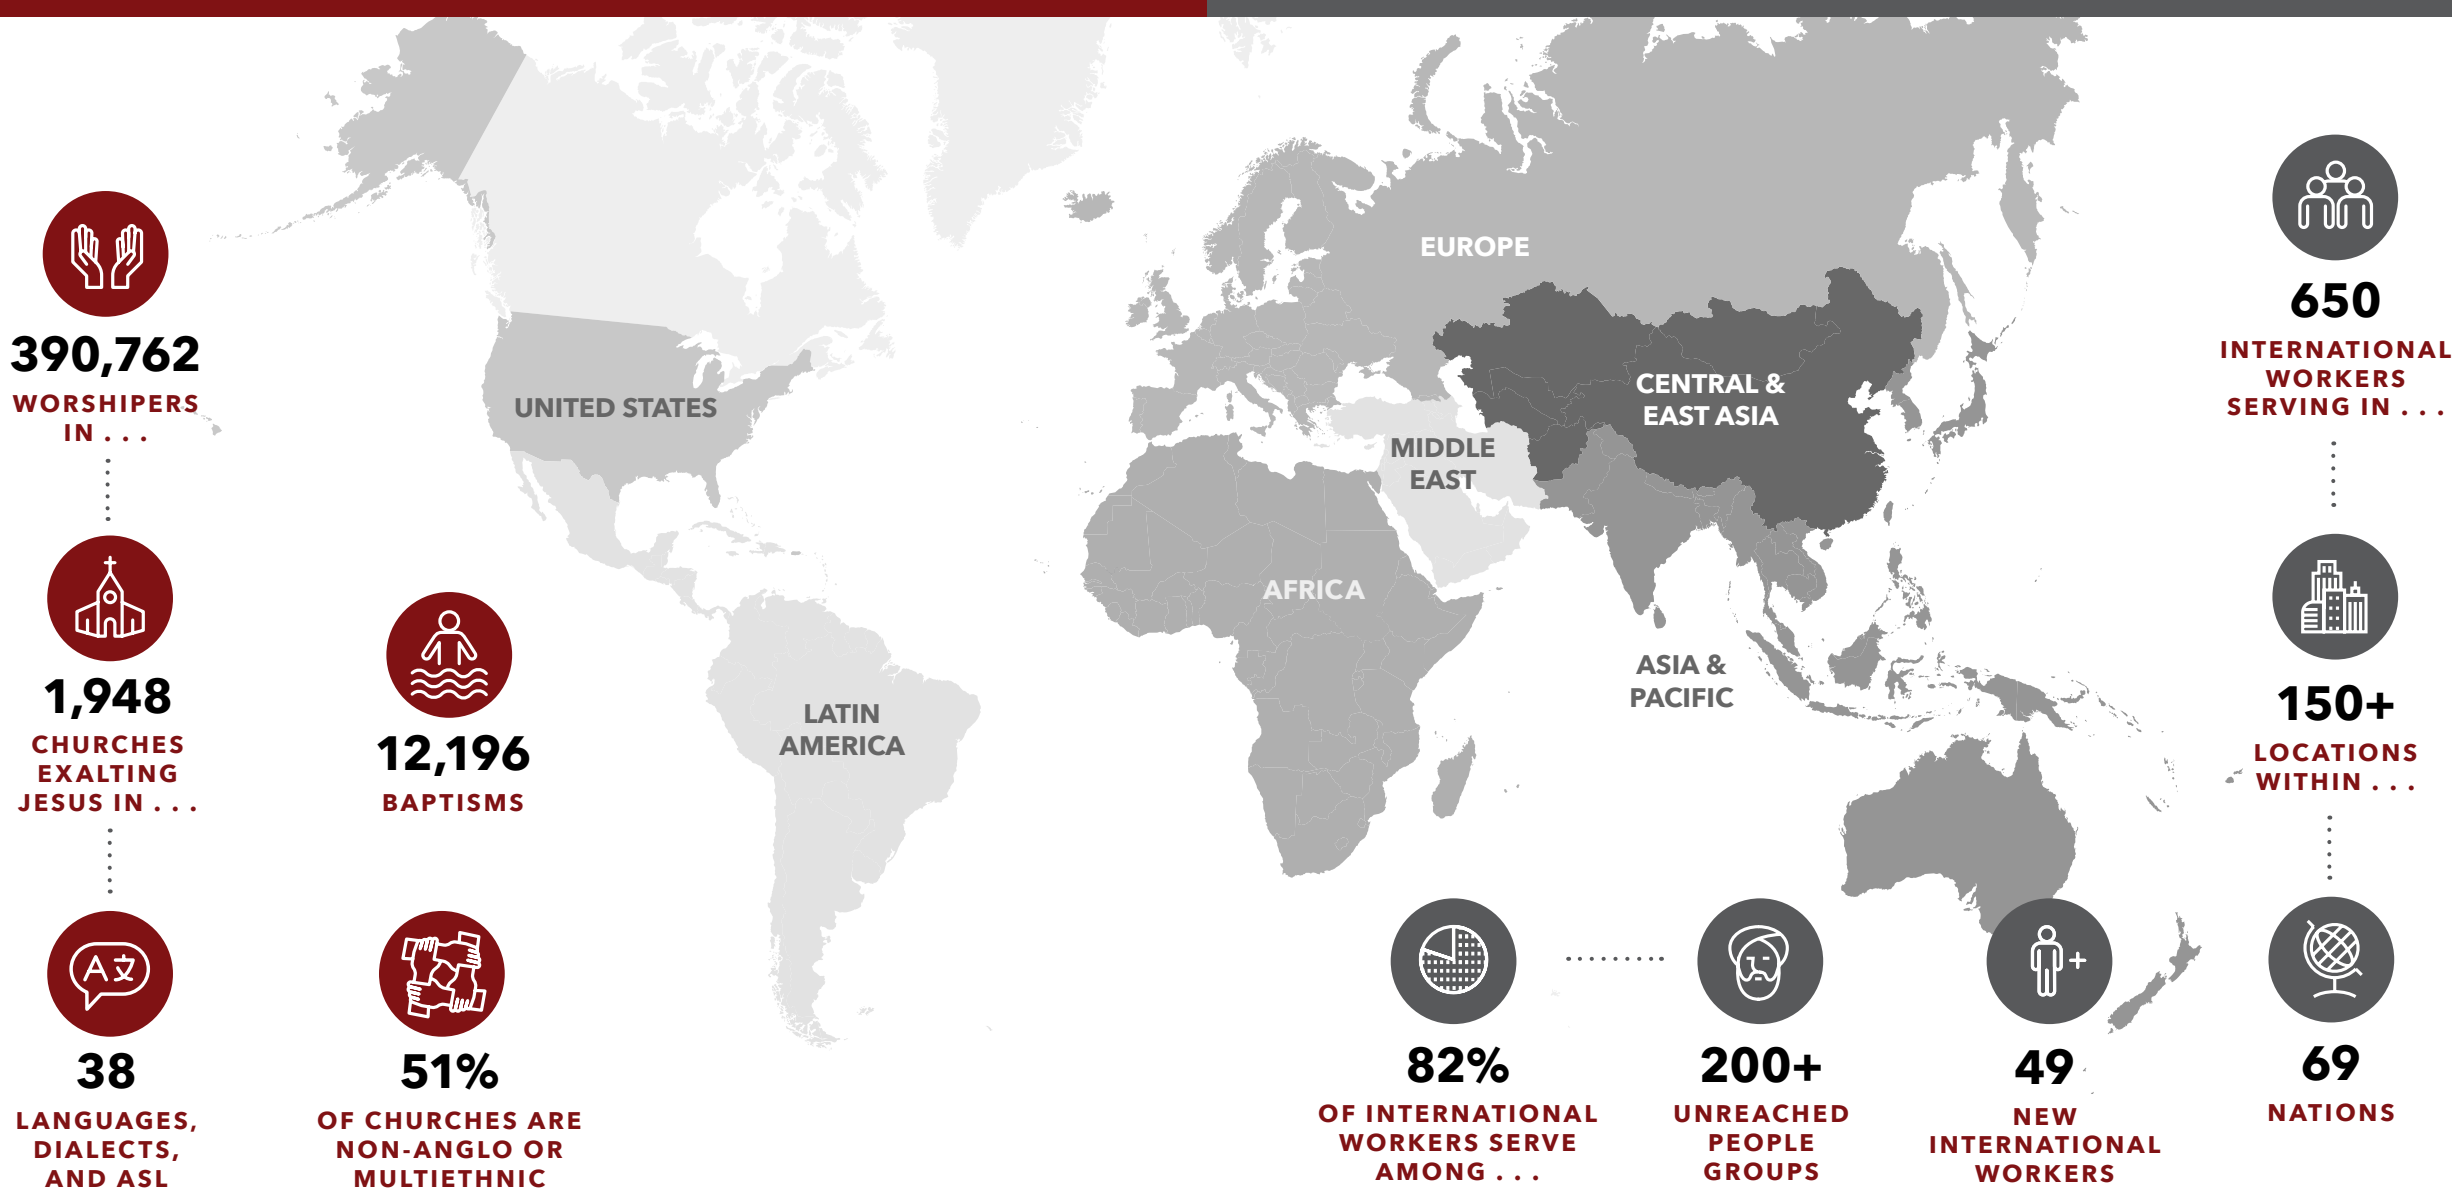 390,762
WORSHIPERS
IN . . .
1,948
CHURCHES
EXALTING
JESUS IN . . .
38
LANGUAGES,
DIALECTS,
AND ASL
12,196
BAPTISMS
51%
OF CHURCHES ARE
NON-ANGLO OR
MULTIETHNIC
UNITED STATES
LATIN
AMERICA
EUROPE
MIDDLE
EAST
AFRICA
CENTRAL &
EAST ASIA
ASIA &
PACIFIC
650
INTERNATIONAL
WORKERS
SERVING IN . . .
150+
LOCATIONS
WITHIN . . .
69
NATIONS
82%
OF INTERNATIONAL
WORKERS SERVE
AMONG . . .
200+
UNREACHED
PEOPLE
GROUPS
49
NEW
INTERNATIONAL
WORKERS
A文